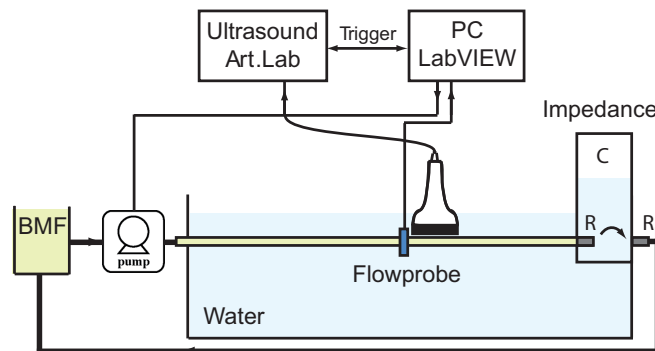 Ultrasound
Art.Lab
Trigger
PC
LabVIEW
Impedance
C
BMF
R
R
pump
Flowprobe
Water